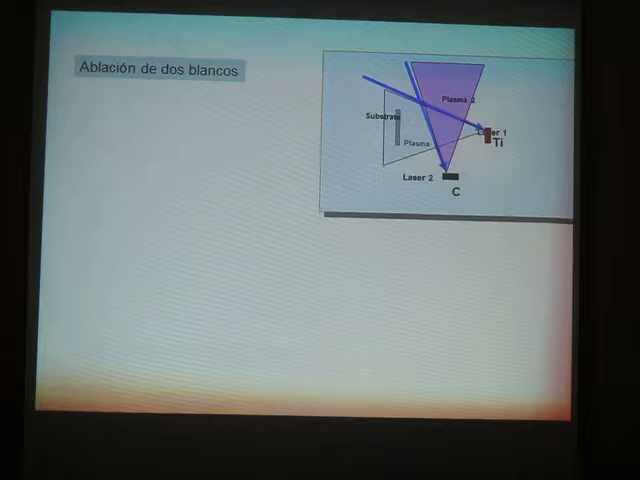 Ablación de dos blancos
Plasma 2
Substrate
Laser 1
Plasma
Ti
Laser 2
C